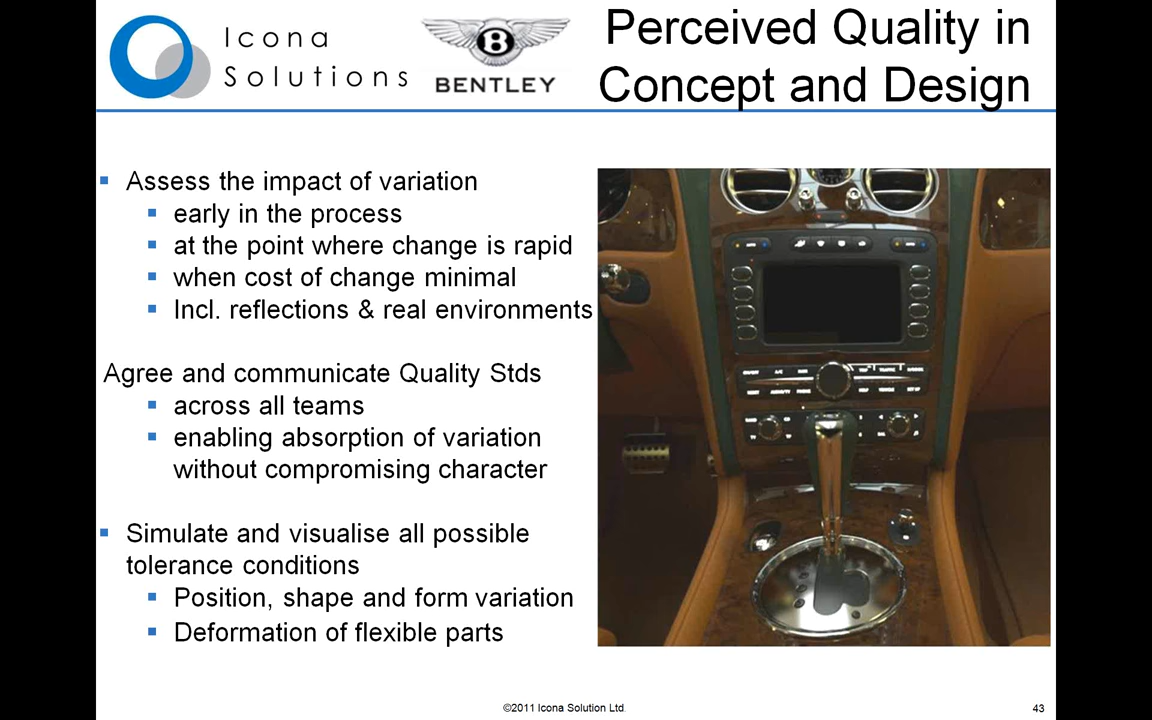 Icona
Solutions
B
BENTLEY
Perceived Quality in
Concept and Design
Assess the impact of variation
early in the process
at the point where change is rapid
when cost of change minimal
Incl. reflections & real environments
Agree and communicate Quality Stds
across all teams
enabling absorption of variation
without compromising character
Simulate and visualise all possible
tolerance conditions
Position, shape and form variation
Deformation of flexible parts
©2011 Icona Solution Ltd.
43